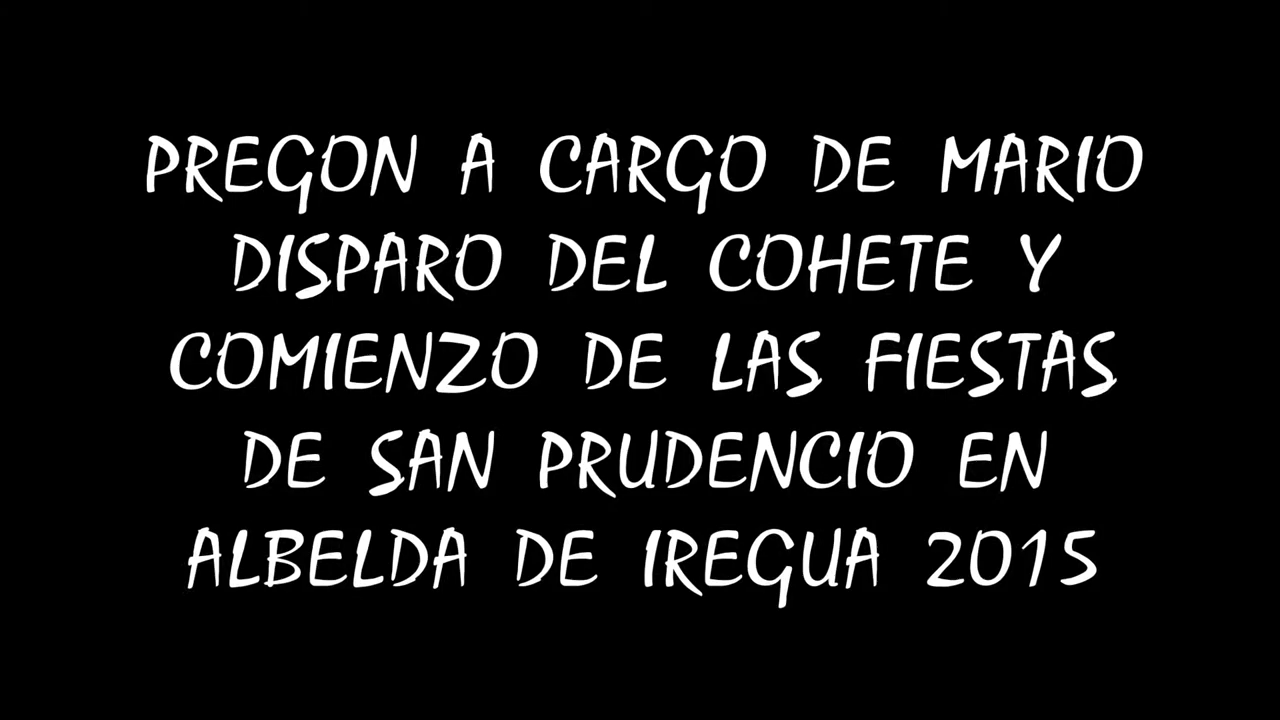 PREGON A CARGO DE MARIO
DISPARO DEL COHETE Y
COMIENZO DE LAS FIESTAS
DE SAN PRUDENCIO EN
ALBELDA DE IREGUA 2015